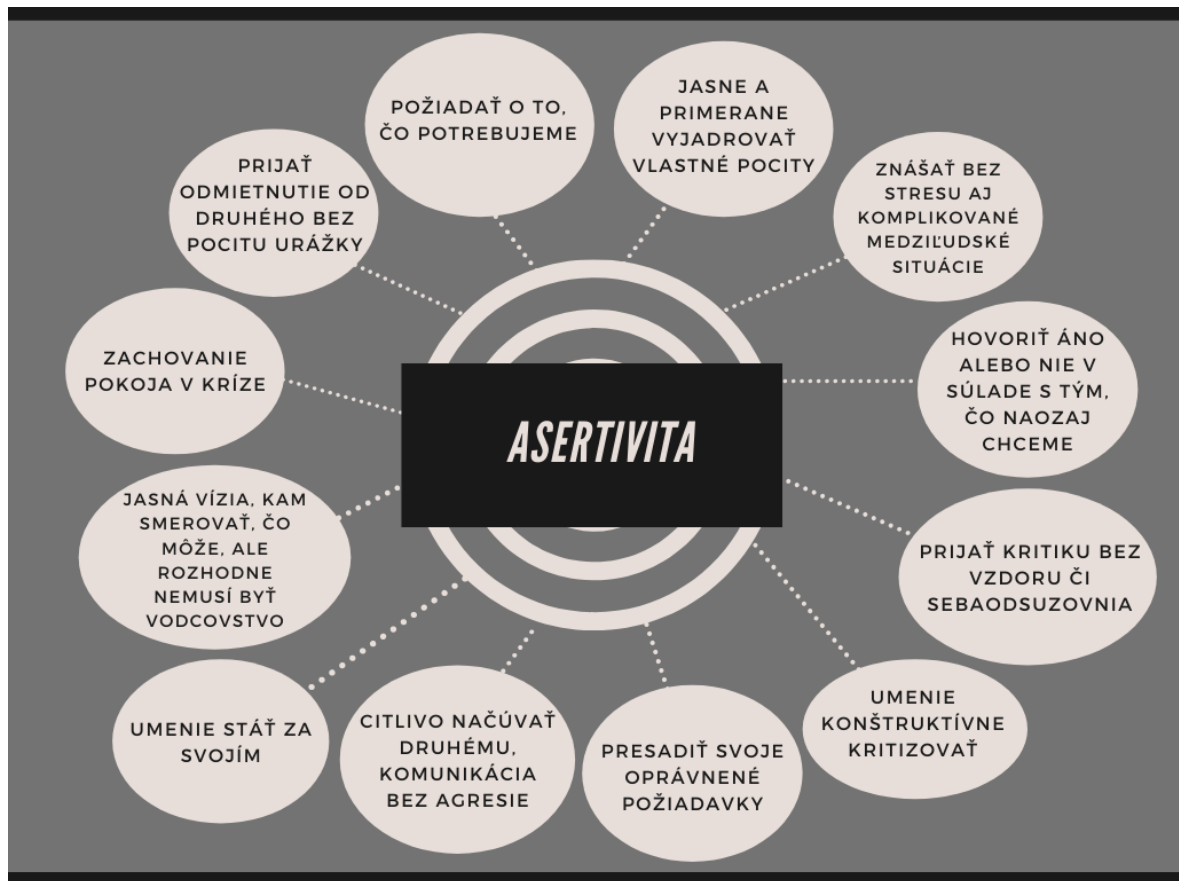 POŽIADAŤ O TO,
ČO POTREBUJEME
JASNE A
PRIMERANE
VYJADROVAŤ
VLASTNÉ POCITY
PRIJAŤ
ODMIETNUTIE OD
DRUHÉHO BEZ
POCITU URÁŽKY
ZNÁŠAŤ BEZ
STRESU AJ
KOMPLIKOVANÉ
MEDZIĽUDSKÉ
SITUÁCIE
ZACHOVANIE
POKOJA V KRÍZE
HOVORIŤ ÁNO
ALEBO NIE V
SÚLADE S TÝM,
ČO NAOZAJ
CHCEME
ASERTIVITA
JASNÁ VÍZIA, KAM
SMEROVAŤ, ČO
MÔŽE, ALE
ROZHODNE
NEMUSÍ BYŤ
VODCOVSTVO
PRIJAŤ KRITIKU BEZ
VZDORU ČI
SEBAODSUZOVNIA
UMENIE STÁŤ ZA
SVOJÍM
CITLIVO NAČÚVAŤ
DRUHÉMU,
KOMUNIKÁCIA
BEZ AGRESIE
PRESADIŤ SVOJE
OPRÁVNENÉ
POŽIADAVKY
UMENIE
KONŠTRUKTÍVNE
KRITIZOVAŤ